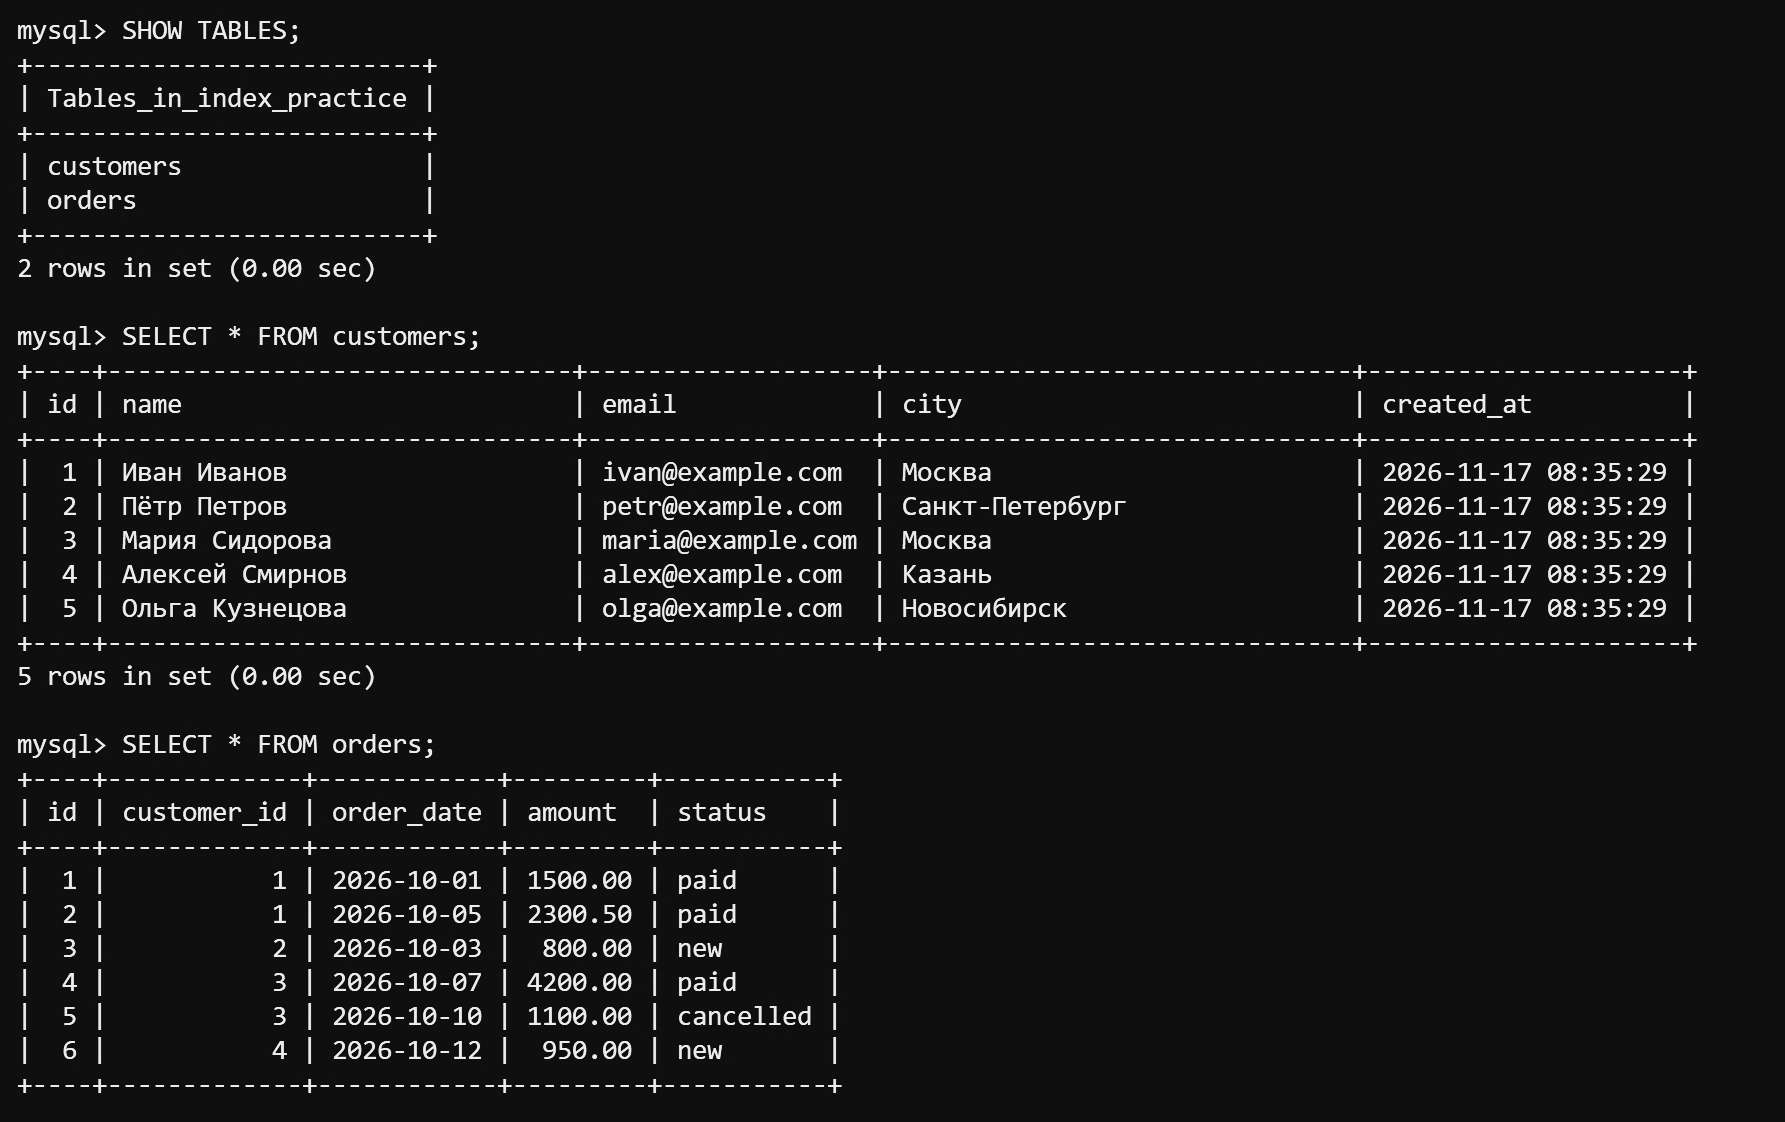 mysql> SHOW TABLES;
+--------------------------+
| Tables_in_index_practice |
+--------------------------+
| customers                |
| orders                   |
+--------------------------+
2 rows in set (0.00 sec)

mysql> SELECT * FROM customers;
+----+-------------------------------+-------------------+-------------------------------+---------------------+
| id | name                          | email             | city                          | created_at          |
+----+-------------------------------+-------------------+-------------------------------+---------------------+
|  1 | Иван Иванов                   | ivan@example.com  | Москва                        | 2026-11-17 08:35:29 |
|  2 | Пётр Петров                   | petr@example.com  | Санкт-Петербург               | 2026-11-17 08:35:29 |
|  3 | Мария Сидорова                | maria@example.com | Москва                        | 2026-11-17 08:35:29 |
|  4 | Алексей Смирнов               | alex@example.com  | Казань                        | 2026-11-17 08:35:29 |
|  5 | Ольга Кузнецова               | olga@example.com  | Новосибирск                   | 2026-11-17 08:35:29 |
+----+-------------------------------+-------------------+-------------------------------+---------------------+
5 rows in set (0.00 sec)

mysql> SELECT * FROM orders;
+----+-------------+------------+---------+-----------+
| id | customer_id | order_date | amount  | status    |
+----+-------------+------------+---------+-----------+
|  1 |           1 | 2026-10-01 | 1500.00 | paid      |
|  2 |           1 | 2026-10-05 | 2300.50 | paid      |
|  3 |           2 | 2026-10-03 |  800.00 | new       |
|  4 |           3 | 2026-10-07 | 4200.00 | paid      |
|  5 |           3 | 2026-10-10 | 1100.00 | cancelled |
|  6 |           4 | 2026-10-12 |  950.00 | new       |
+----+-------------+------------+---------+-----------+